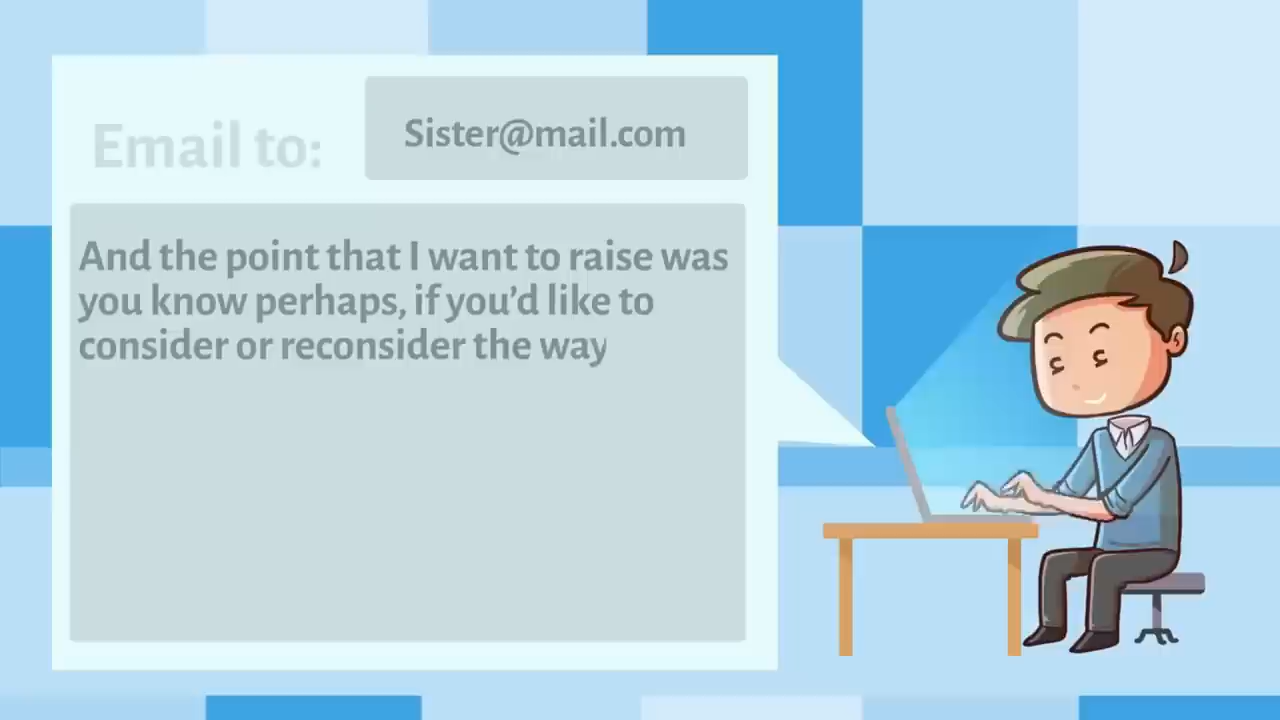 Email to:
Sister@mail.com
And the point that I want to raise was
you know perhaps, if you’d like to
consider or reconsider the way